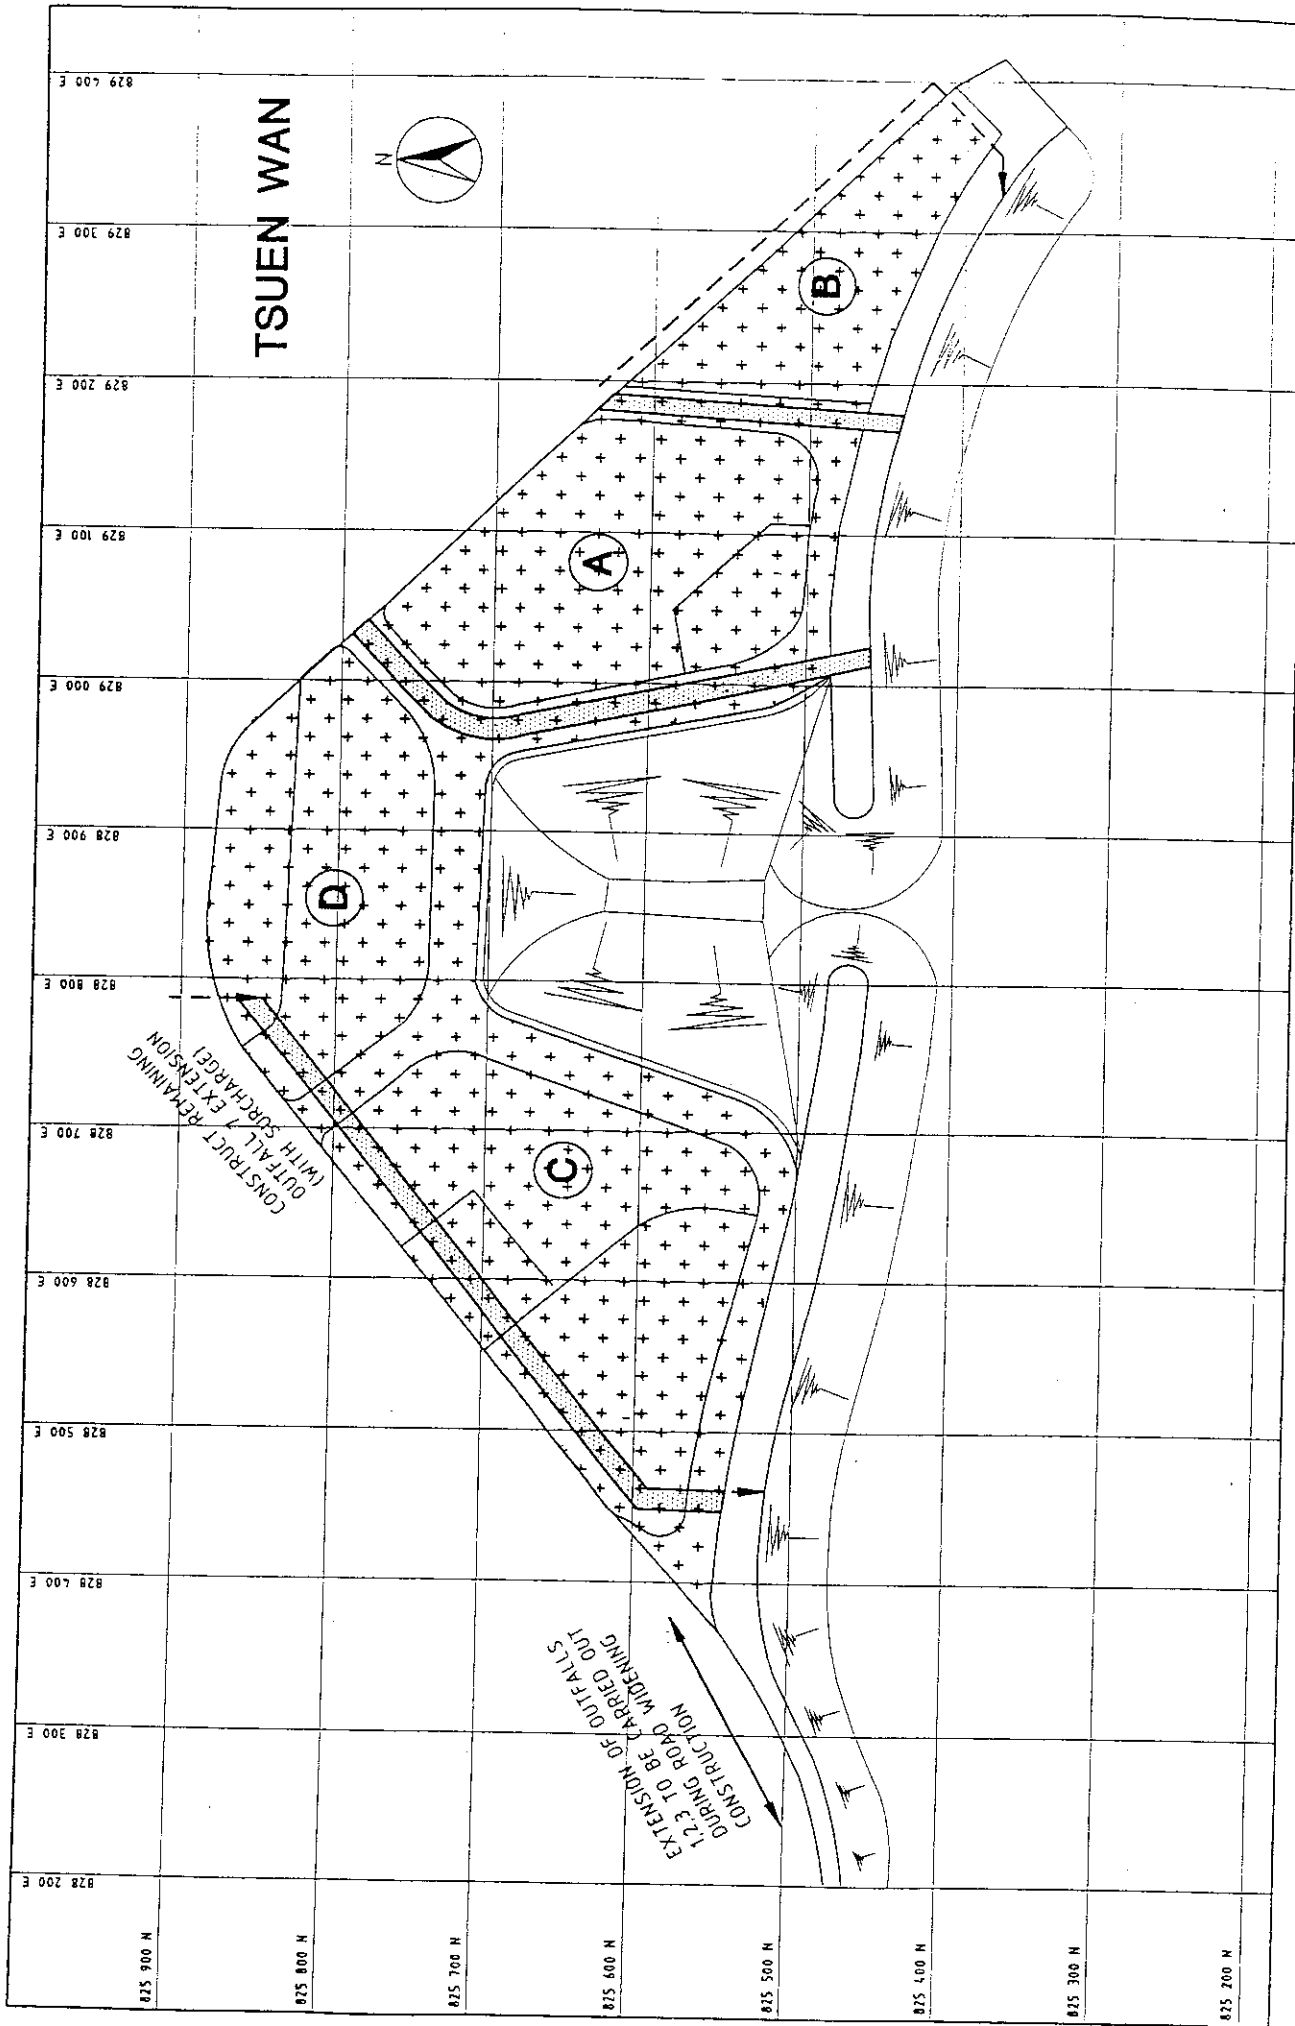 TSUEN WAN
N
829 400 E
829 300 E
829 200 E
829 100 E
829 000 E
828 900 E
828 800 E
828 700 E
828 600 E
828 500 E
828 400 E
828 300 E
828 200 E
825 900 N
825 800 N
825 700 N
825 600 N
825 500 N
825 400 N
825 300 N
825 200 N
A
B
C
D
CONSTRUCT REMAINING
OUTFALL 7 EXTENSION
(WITH SURCHARGE)
EXTENSION OF OUTFALLS
1,2,3 TO BE CARRIED OUT
DURING ROAD WIDENING
CONSTRUCTION